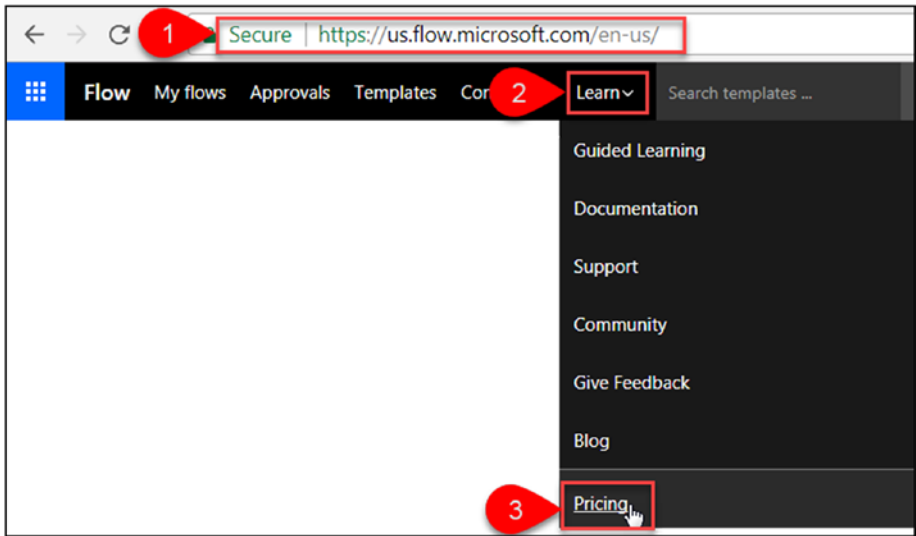 1 Secure | https://us.flow.microsoft.com/en-us/
Flow My flows Approvals Templates 2 Learn Search templates ...
Guided Learning
Documentation
Support
Community
Give Feedback
Blog
3 Pricing